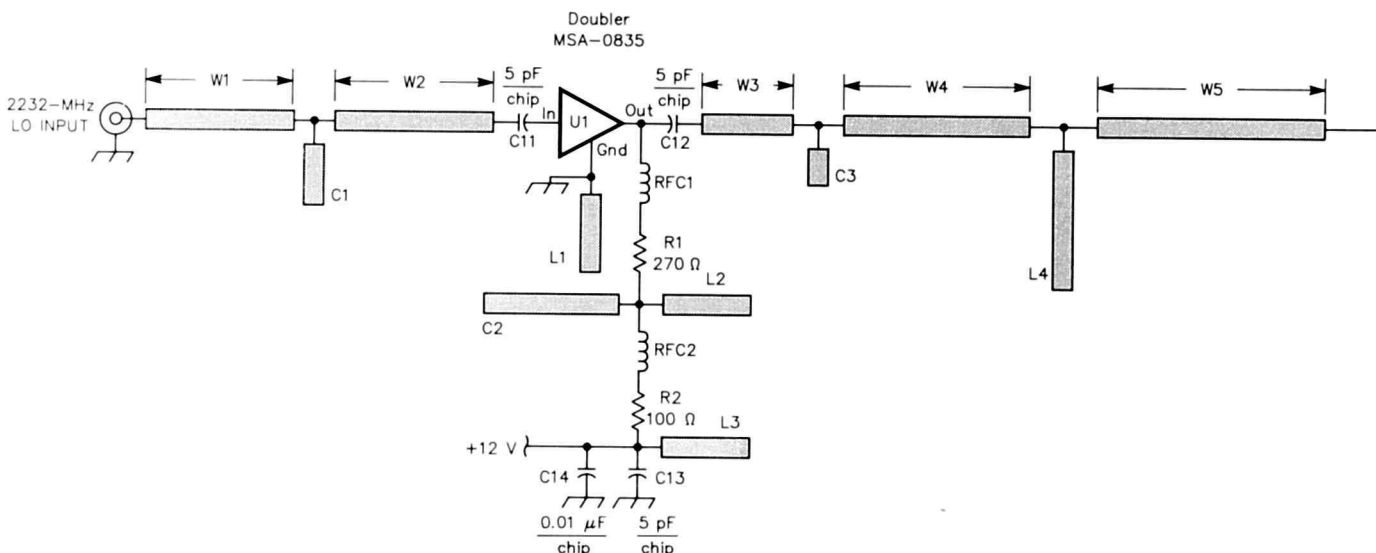 Doubler
MSA-0835
W1
W2
5 pF
chip
5 pF
chip
W3
W4
W5
2232-MHz
LO INPUT
In
U1
Out
Gnd
C11
C12
C1
C3
RFC1
L1
R1
270 Ω
L2
L4
C2
RFC2
R2
100 Ω
L3
+12 V
C14
C13
0.01 µF
chip
5 pF
chip